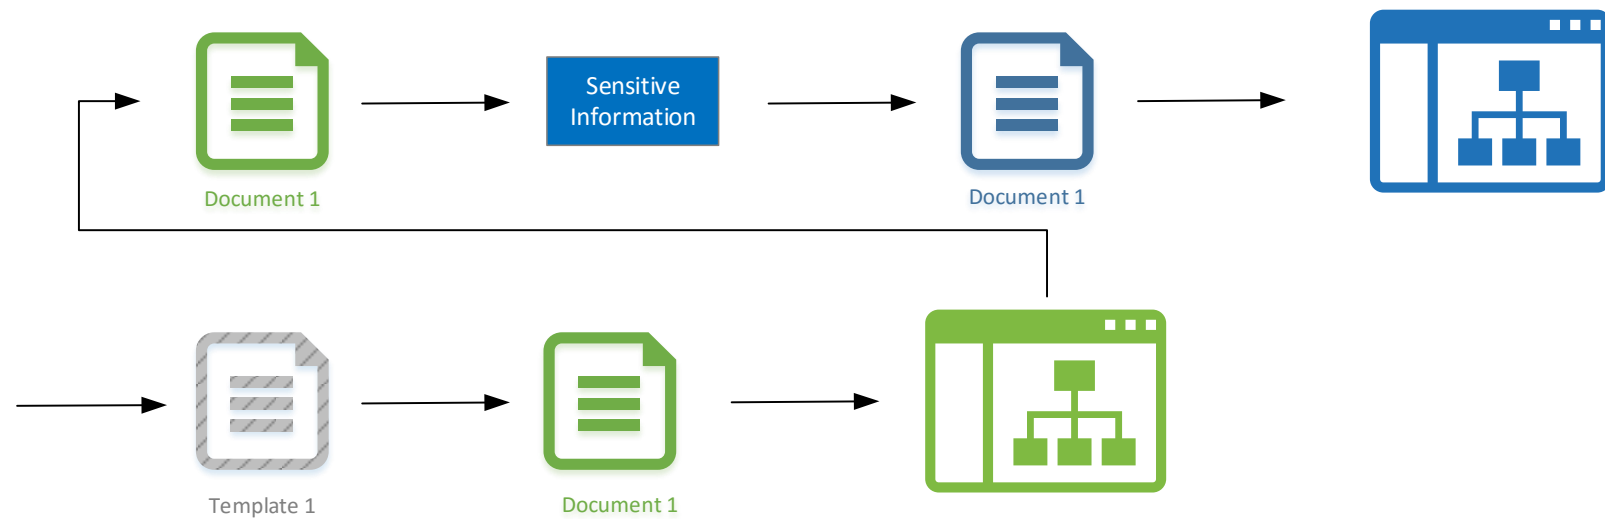 Sensitive
Information
Document 1
Document 1
Template 1
Document 1